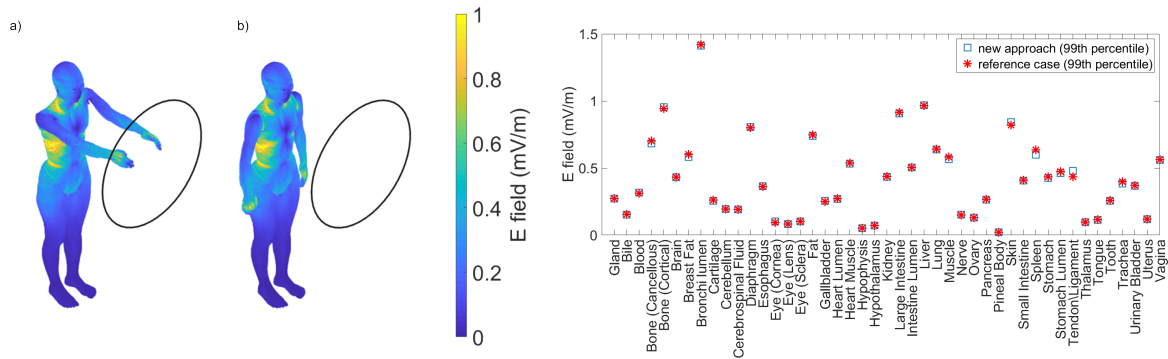 a)
b)
1
0.8
0.6
0.4
0.2
0
E field (mV/m)
1.5
1
0.5
0
E field (mV/m)
new approach (99th percentile)
reference case (99th percentile)
Gland
Bile
Blood
Bone (Cancellous)
Bone (Cortical)
Brain
Breast Fat
Bronchi lumen
Cartilage
Cerebellum
Cerebrospinal Fluid
Diaphragm
Esophagus
Eye (Cornea)
Eye (Lens)
Eye (Sclera)
Fat
Gallbladder
Heart Lumen
Heart Muscle
Hypophysis
Hypothalamus
Kidney
Large Intestine
Intestine Lumen
Liver
Lung
Muscle
Nerve
Ovary
Pancreas
Pineal Body
Skin
Small Intestine
Spleen
Stomach
Stomach Lumen
Tendon\Ligament
Thalamus
Tongue
Tooth
Trachea
Urinary Bladder
Uterus
Vagina